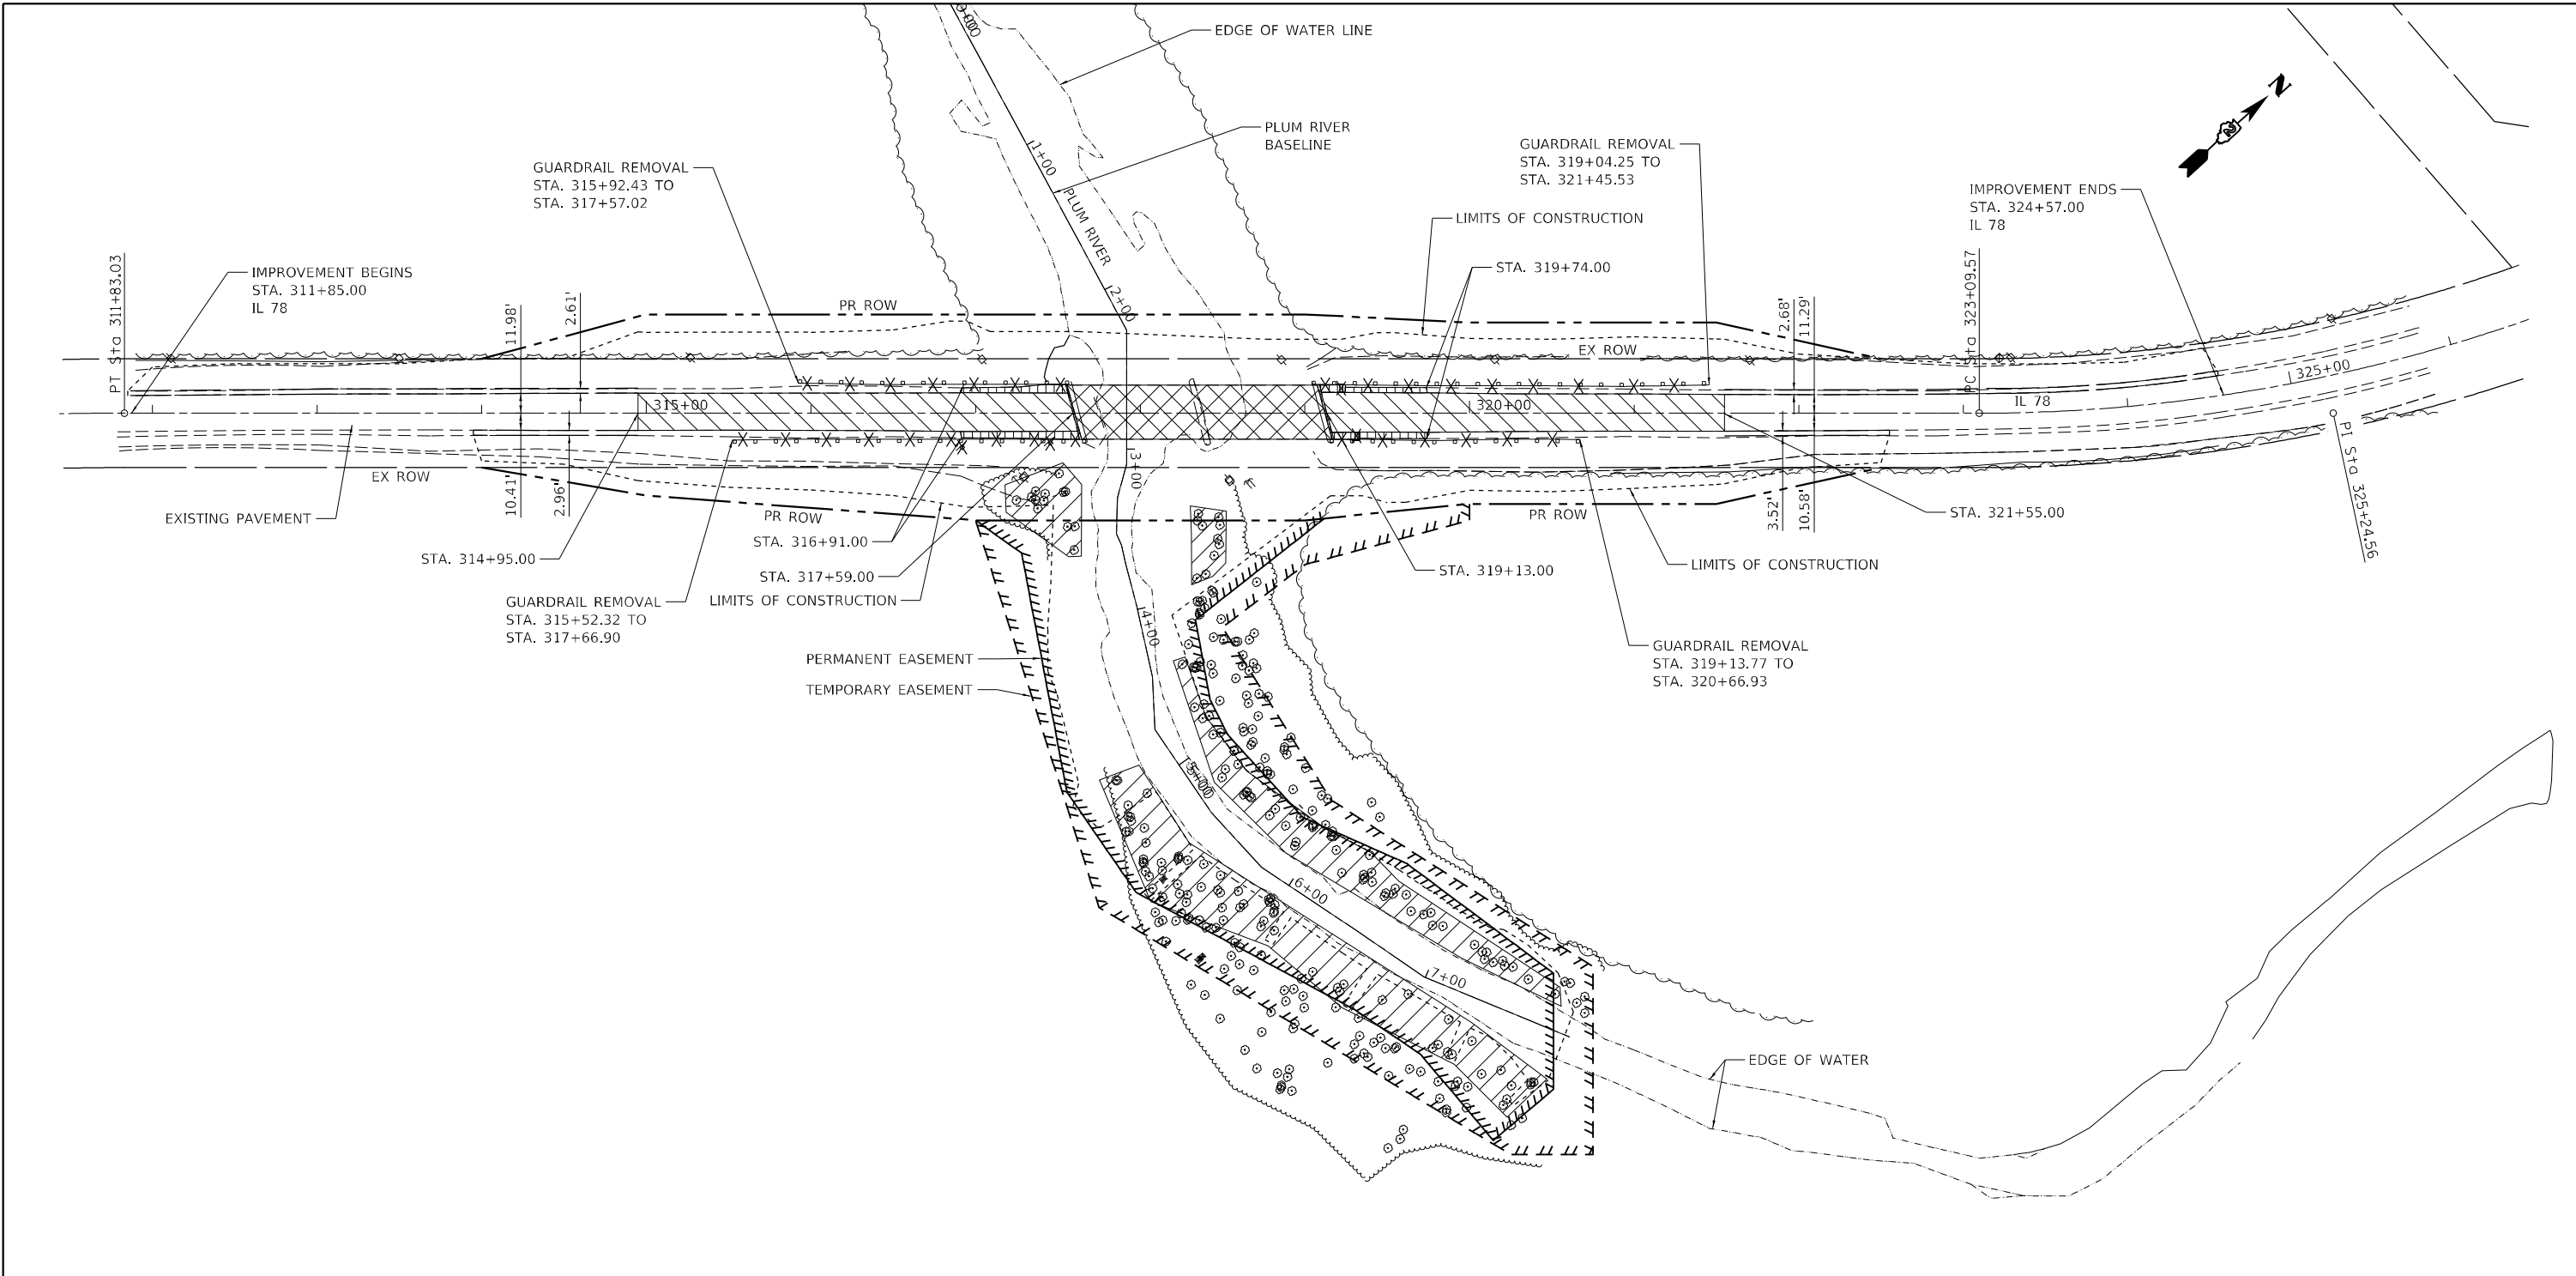 0+00
EDGE OF WATER LINE
PLUM RIVER
BASELINE
1+00
PLUM RIVER
2+00
GUARDRAIL REMOVAL
STA. 315+92.43 TO
STA. 317+57.02
GUARDRAIL REMOVAL
STA. 319+04.25 TO
STA. 321+45.53
N
IMPROVEMENT ENDS
STA. 324+57.00
IL 78
LIMITS OF CONSTRUCTION
STA. 319+74.00
PT Sta 311+83.03
IMPROVEMENT BEGINS
STA. 311+85.00
IL 78
11.98'
2.61'
PR ROW
2.68'
11.29'
PC Sta 323+09.57
EX ROW
315+00
320+00
IL 78
325+00
3+00
EX ROW
10.41'
2.96'
PR ROW
PR ROW
3.52'
10.58'
PI Sta 325+24.56
EXISTING PAVEMENT
STA. 314+95.00
STA. 316+91.00
STA. 317+59.00
LIMITS OF CONSTRUCTION
STA. 321+55.00
STA. 319+13.00
LIMITS OF CONSTRUCTION
GUARDRAIL REMOVAL
STA. 315+52.32 TO
STA. 317+66.90
4+00
GUARDRAIL REMOVAL
STA. 319+13.77 TO
STA. 320+66.93
PERMANENT EASEMENT
TEMPORARY EASEMENT
5+00
6+00
7+00
EDGE OF WATER